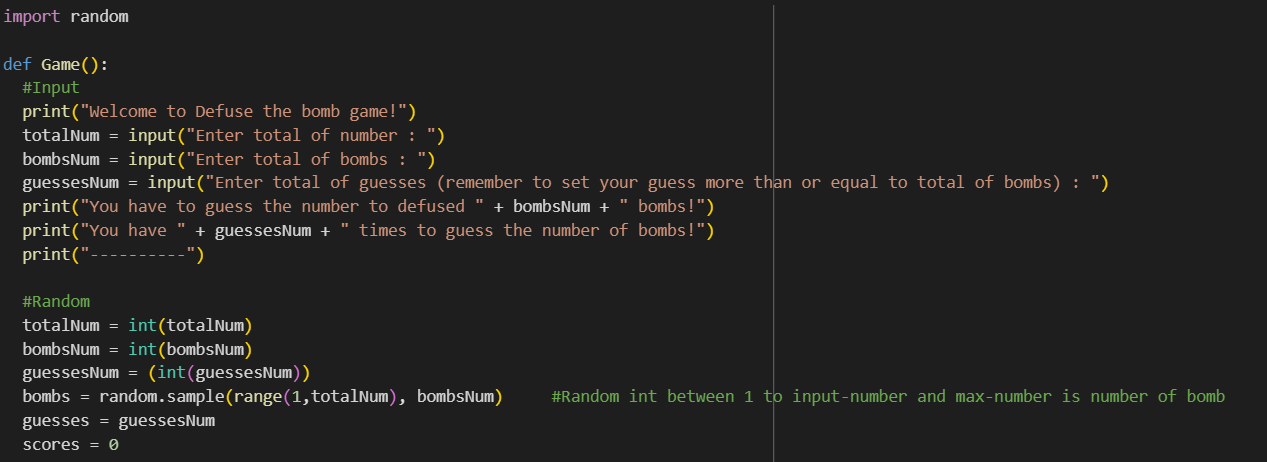 import random
def Game():
#Input
print("Welcome to Defuse the bomb game!")
totalNum = input("Enter total of number : ")
bombsNum = input("Enter total of bombs : ")
guessesNum = input("Enter total of guesses (remember to set your guess more than or equal to total of bombs) : ")
print("You have to guess the number to defused " + bombsNum + " bombs!")
print("You have " + guessesNum + " times to guess the number of bombs!")
print("----------")
#Random
totalNum = int(totalNum)
bombsNum = int(bombsNum)
guessesNum = (int(guessesNum))
bombs = random.sample(range(1,totalNum), bombsNum)     #Random int between 1 to input-number and max-number is number of bomb
guesses = guessesNum
scores = 0